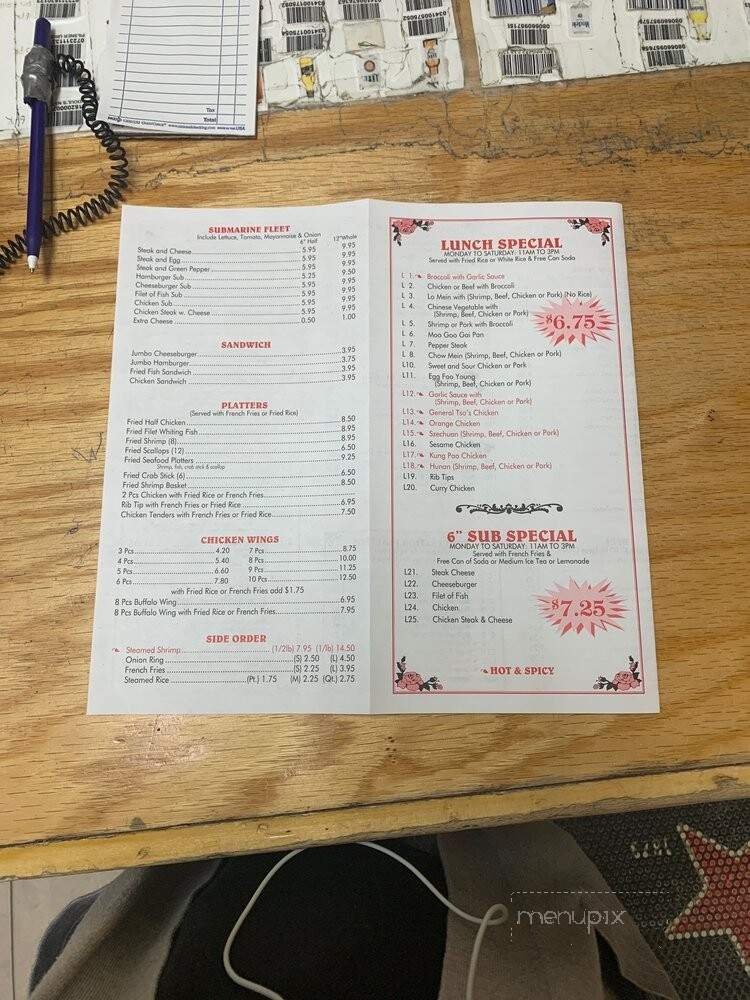 Tax
Total
SUBMARINE FLEET
Include Lettuce, Tomato, Mayonnaise & Onion
6" Half 12"Whole
Steak and Cheese 5.95 9.95
Steak and Egg 5.95 9.95
Steak and Green Pepper 5.95 9.95
Hamburger Sub 5.25 9.50
Cheeseburger Sub 5.95 9.95
Filet of Fish Sub 5.95 9.95
Chicken Sub 5.95 9.95
Chicken Steak w. Cheese 5.95 9.95
Extra Cheese 0.50 1.00
SANDWICH
Jumbo Cheeseburger 3.95
Jumbo Hamburger 3.75
Fried Fish Sandwich 3.95
Chicken Sandwich 3.95
PLATTERS
(Served with French Fries or Fried Rice)
Fried Half Chicken 8.50
Fried Filet Whiting Fish 8.95
Fried Shrimp (8) 8.95
Fried Scallops (12) 6.50
Fried Seafood Platters 9.25
Shrimp, fish, crab stick & scallop
Fried Crab Stick (6) 6.50
Fried Shrimp Basket 8.50
2 Pcs Chicken with Fried Rice or French Fries
Rib Tip with French Fries or Fried Rice 6.95
Chicken Tenders with French Fries or Fried Rice 7.50
CHICKEN WINGS
3 Pcs 4.20 7 Pcs 8.75
4 Pcs 5.40 8 Pcs 10.00
5 Pcs 6.60 9 Pcs 11.25
6 Pcs 7.80 10 Pcs 12.50
with Fried Rice or French Fries add $1.75
8 Pcs Buffalo Wing 6.95
8 Pcs Buffalo Wing with Fried Rice or French Fries 7.95
SIDE ORDER
Steamed Shrimp (1/2lb) 7.95 (1/lb) 14.50
Onion Ring (S) 2.50 (L) 4.50
French Fries (S) 2.25 (L) 3.95
Steamed Rice (Pt.) 1.75 (M) 2.25 (Qt.) 2.75
LUNCH SPECIAL
MONDAY TO SATURDAY: 11AM TO 3PM
Served with Fried Rice or White Rice & Free Can Soda
L 1. Broccoli with Garlic Sauce
L 2. Chicken or Beef with Broccoli
L 3. Lo Mein with (Shrimp, Beef, Chicken or Pork) (No Rice)
L 4. Chinese Vegetable with
(Shrimp, Beef, Chicken or Pork)
$6.75
L 5. Shrimp or Pork with Broccoli
L 6. Moo Goo Gai Pan
L 7. Pepper Steak
L 8. Chow Mein (Shrimp, Beef, Chicken or Pork)
L10. Sweet and Sour Chicken or Pork
L11. Egg Foo Young
(Shrimp, Beef, Chicken or Pork)
L12. Garlic Sauce with
(Shrimp, Beef, Chicken or Pork)
L13. General Tso's Chicken
L14. Orange Chicken
L15. Szechuan (Shrimp, Beef, Chicken or Pork)
L16. Sesame Chicken
L17. Kung Pao Chicken
L18. Hunan (Shrimp, Beef, Chicken or Pork)
L19. Rib Tips
L20. Curry Chicken
6" SUB SPECIAL
MONDAY TO SATURDAY: 11AM TO 3PM
Served with French Fries &
Free Can of Soda or Medium Ice Tea or Lemonade
L21. Steak Cheese
L22. Cheeseburger
L23. Filet of Fish
L24. Chicken
L25. Chicken Steak & Cheese
$7.25
HOT & SPICY
menupix